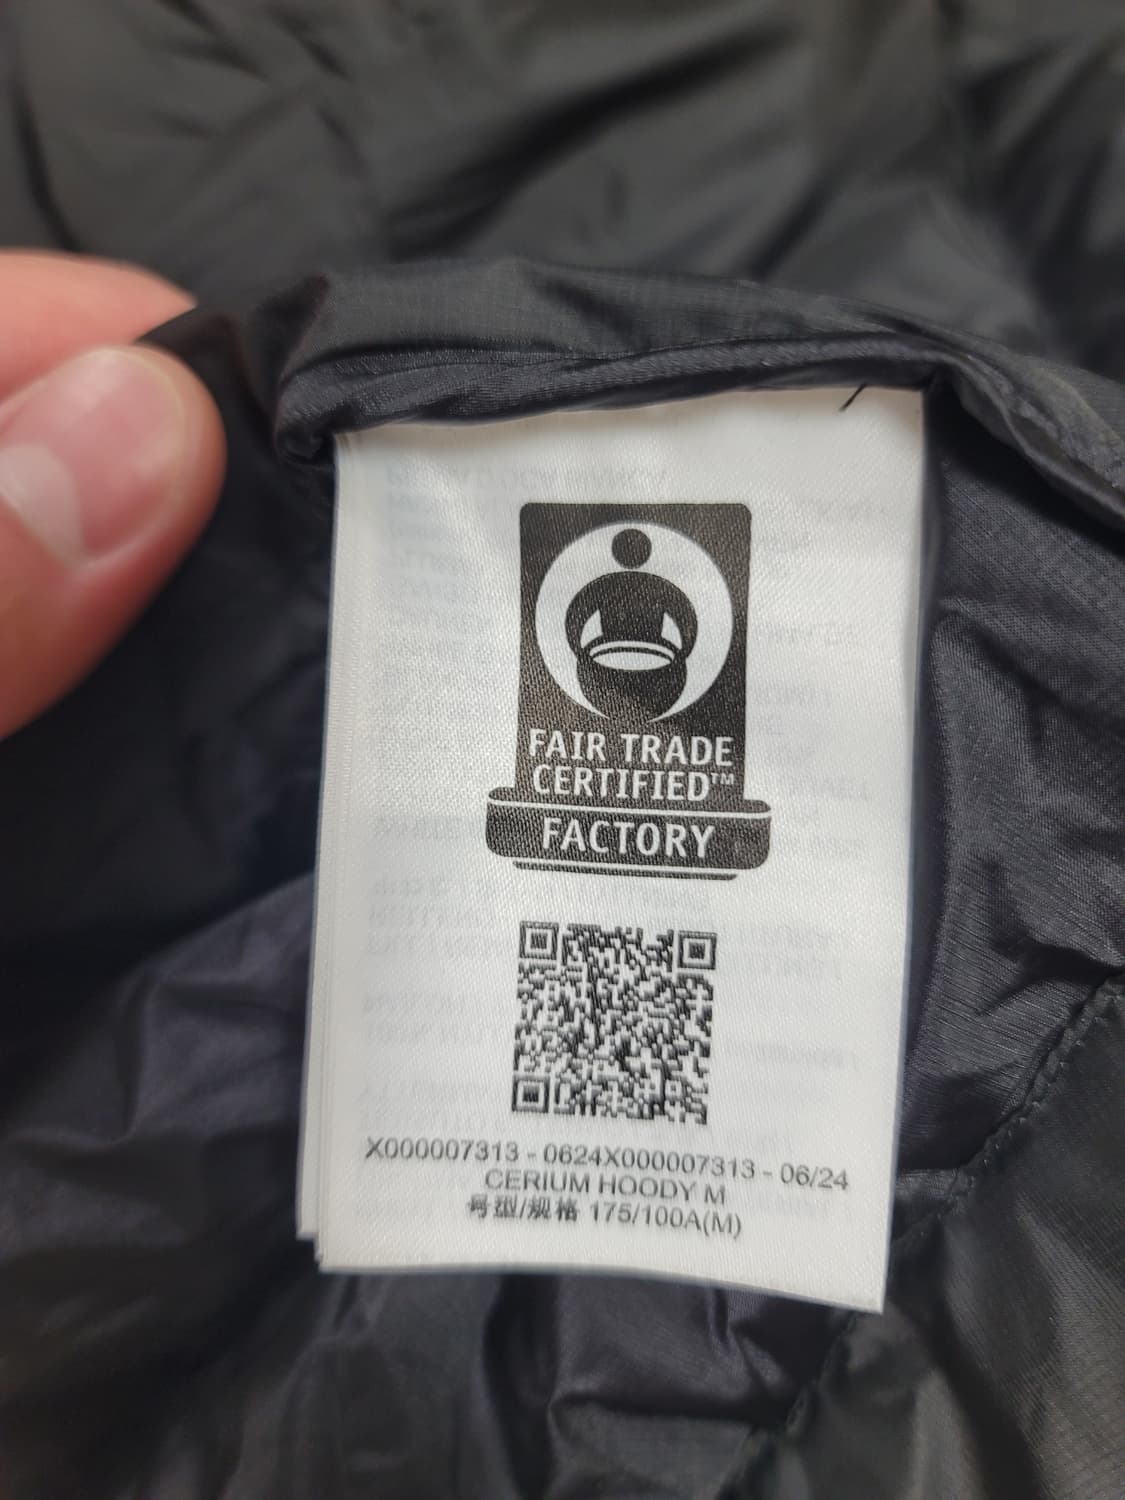 FAIR TRADE
CERTIFIED™
FACTORY
X000007313 - 0624X000007313 - 06/24
CERIUM HOODY M
号型/规格 175/100A(M)